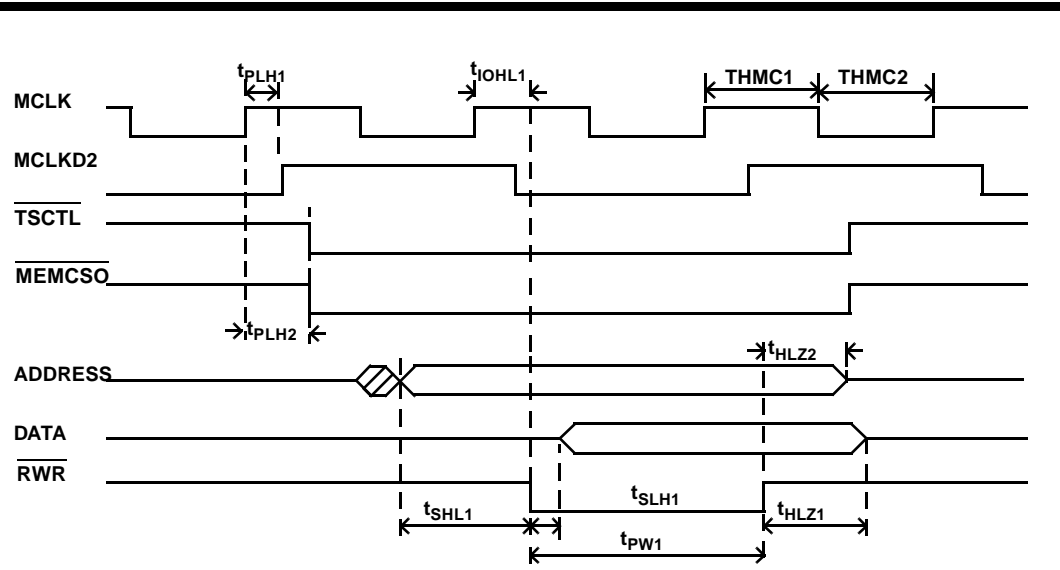 tPLH1
tIOHL1
THMC1
THMC2
MCLK
MCLKD2
TSCTL
MEMCSO
tPLH2
tHLZ2
ADDRESS
DATA
RWR
tSLH1
tSHL1
tHLZ1
tPW1